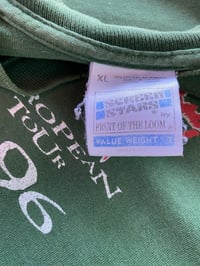 XL
SCREEN
STARS
by
FRUIT OF THE LOOM
VALUE WEIGHT
ROPEAN
TOUR
96